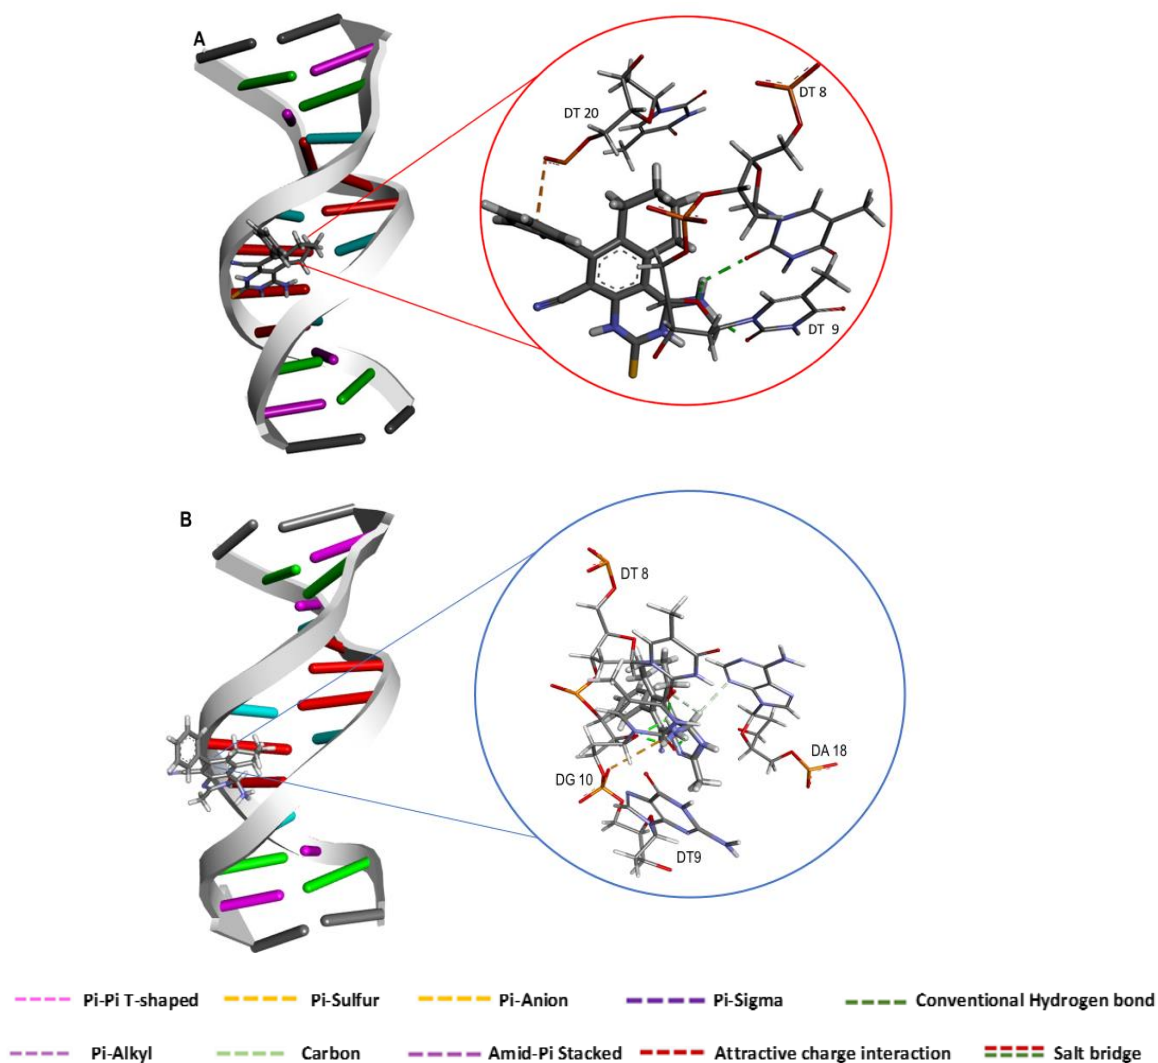 A
DT 20
DT 8
DT 9
B
DT 8
DA 18
DG 10
DT9
Pi-Pi T-shaped Pi-Sulfur Pi-Anion Pi-Sigma Conventional Hydrogen bond
Pi-Alkyl Carbon Amid-Pi Stacked Attractive charge interaction Salt bridge